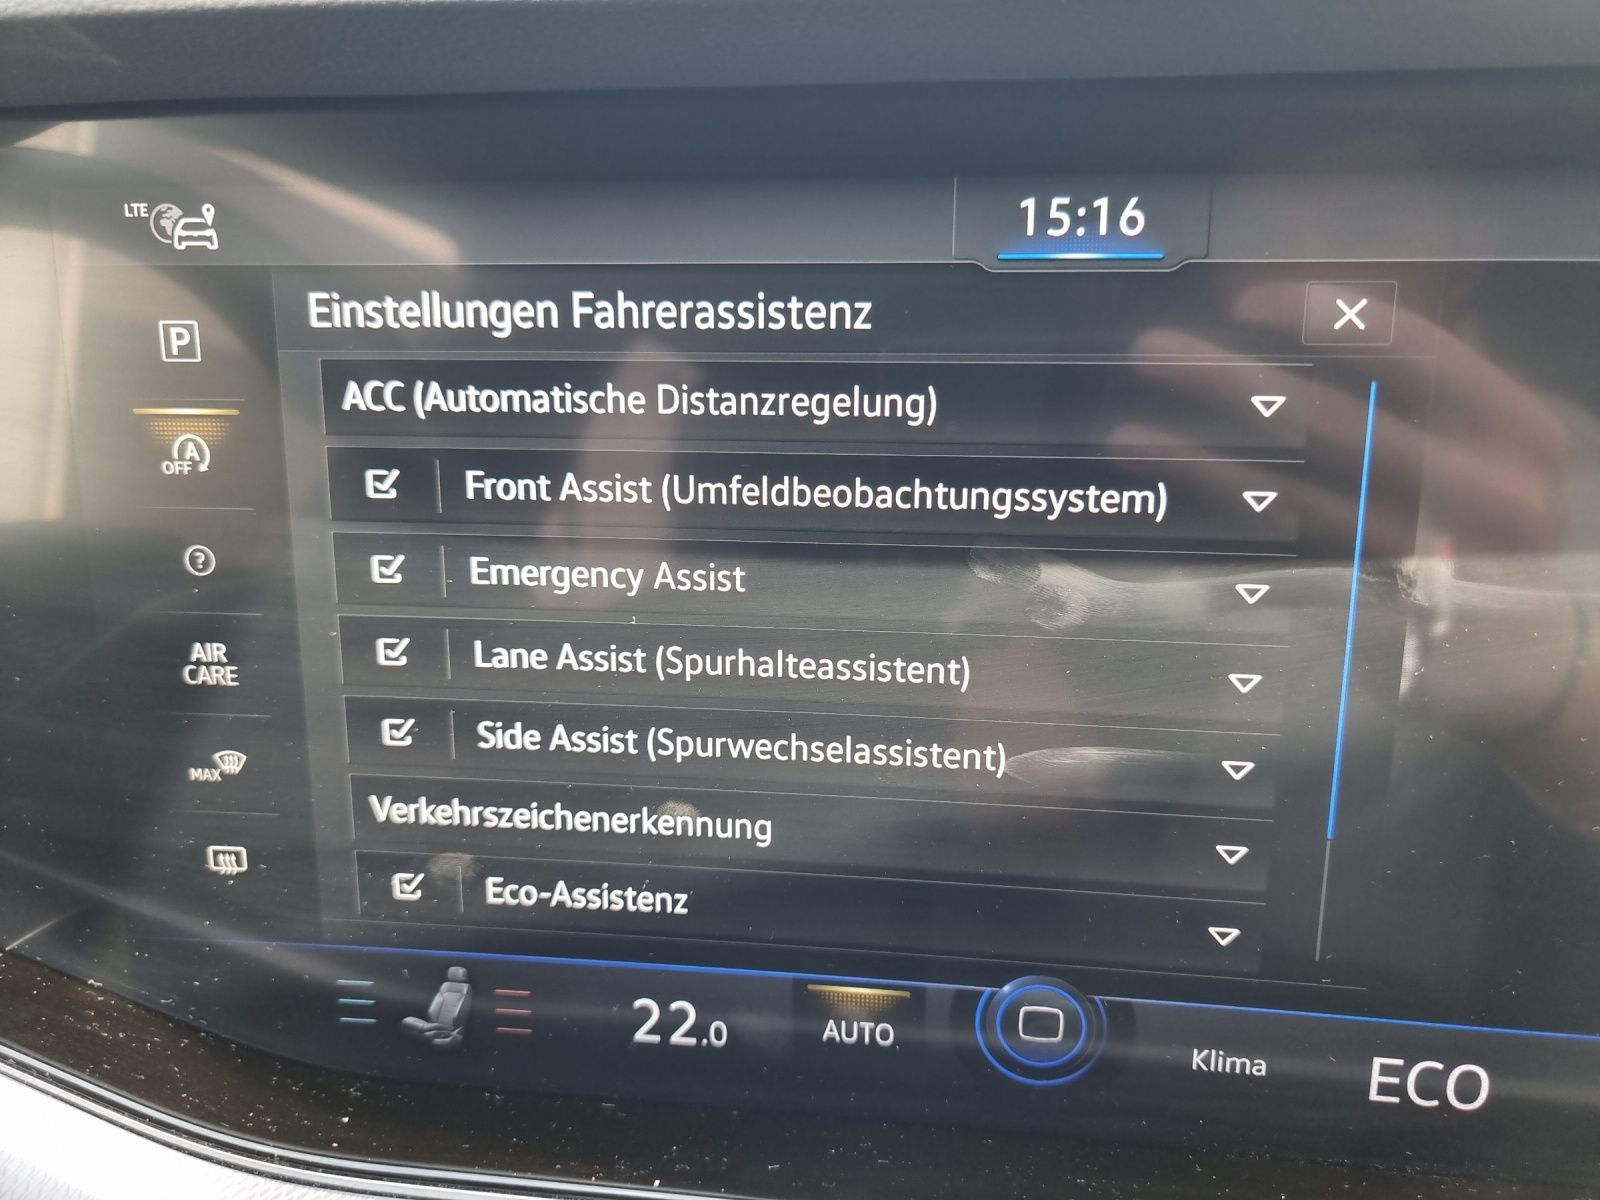 LTE
15:16
Einstellungen Fahrerassistenz
P
ACC (Automatische Distanzregelung)
A
OFF
Front Assist (Umfeldbeobachtungssystem)
?
Emergency Assist
AIR
CARE
Lane Assist (Spurhalteassistent)
Side Assist (Spurwechselassistent)
MAX
Verkehrszeichenerkennung
Eco-Assistenz
22.0
AUTO
Klima
ECO